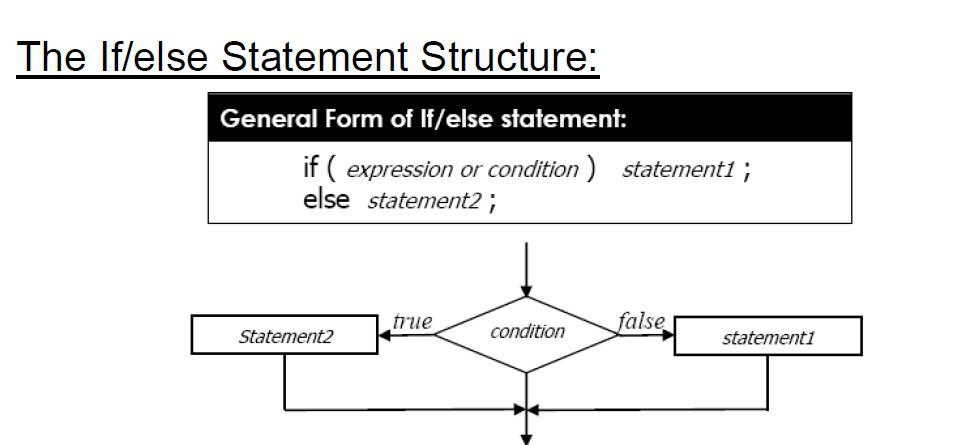 The If/else Statement Structure:
General Form of If/else statement:
if ( expression or condition ) statement1 ;
else statement2 ;
true
false
Statement2
condition
statement1